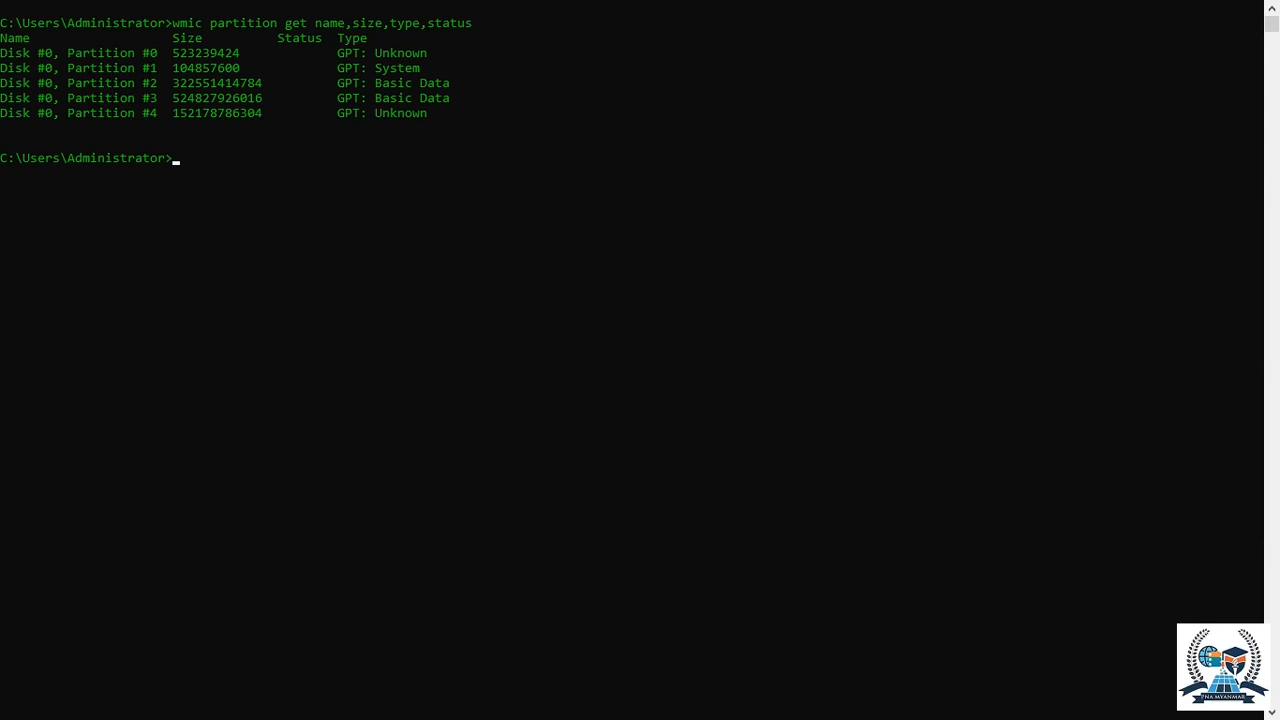 C:\Users\Administrator>wmic partition get name,size,type,status
Name                   Size          Status  Type
Disk #0, Partition #0  523239424             GPT: Unknown
Disk #0, Partition #1  104857600             GPT: System
Disk #0, Partition #2  322551414784          GPT: Basic Data
Disk #0, Partition #3  524827926016          GPT: Basic Data
Disk #0, Partition #4  152178786304          GPT: Unknown
C:\Users\Administrator>
MYANMAR